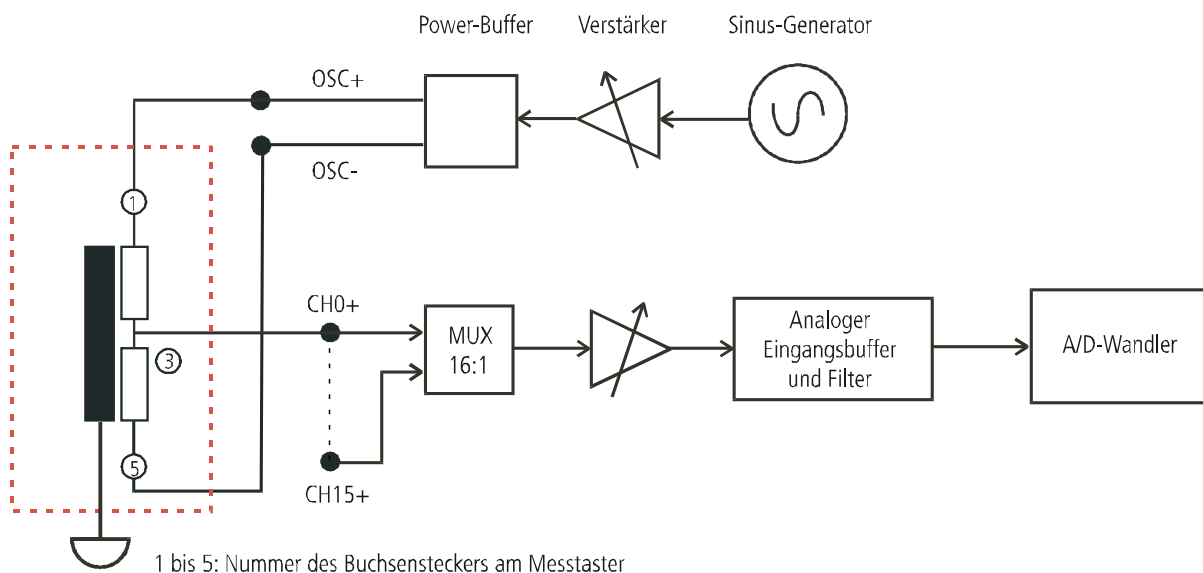 Power-Buffer
Verstärker
Sinus-Generator
OSC+
OSC-
1
CH0+
MUX
16:1
Analoger
Eingangsbuffer
und Filter
A/D-Wandler
3
5
CH15+
1 bis 5: Nummer des Buchsensteckers am Messtaster